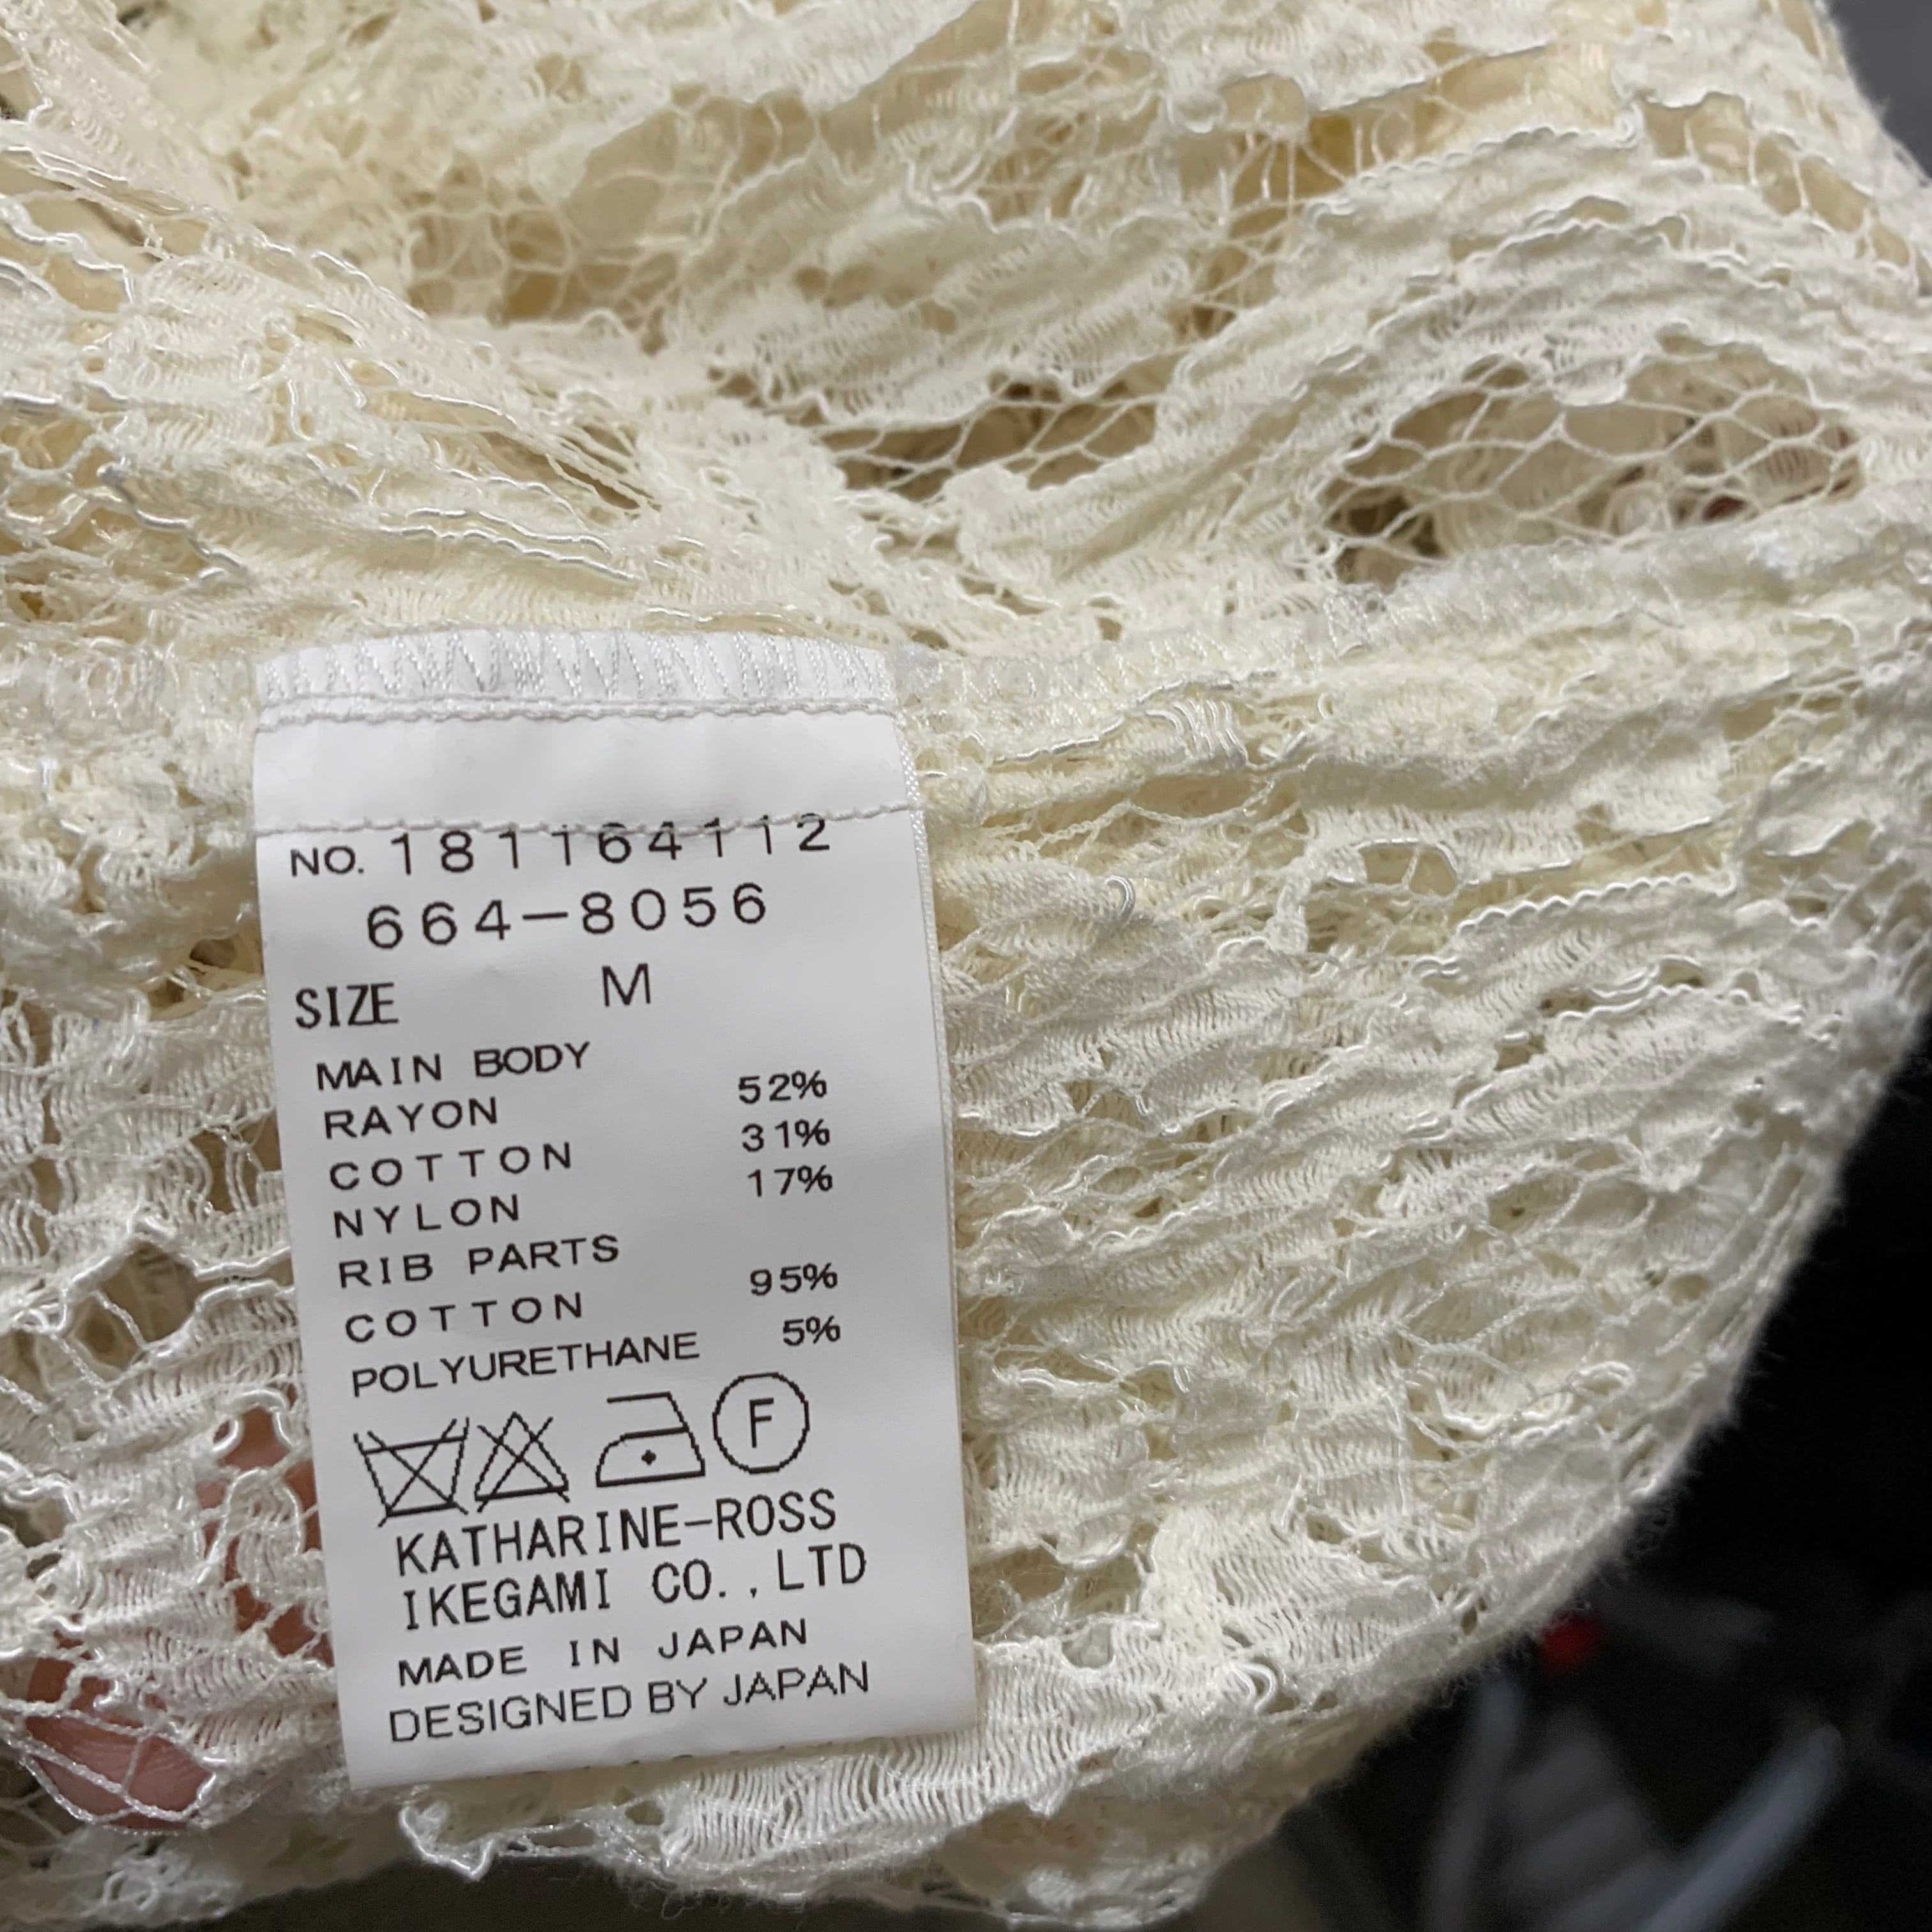 NO. 181164112
664-8056
SIZE M
MAIN BODY
RAYON 52%
COTTON 31%
NYLON 17%
RIB PARTS
COTTON 95%
POLYURETHANE 5%
F
KATHARINE-ROSS
IKEGAMI CO.,LTD
MADE IN JAPAN
DESIGNED BY JAPAN